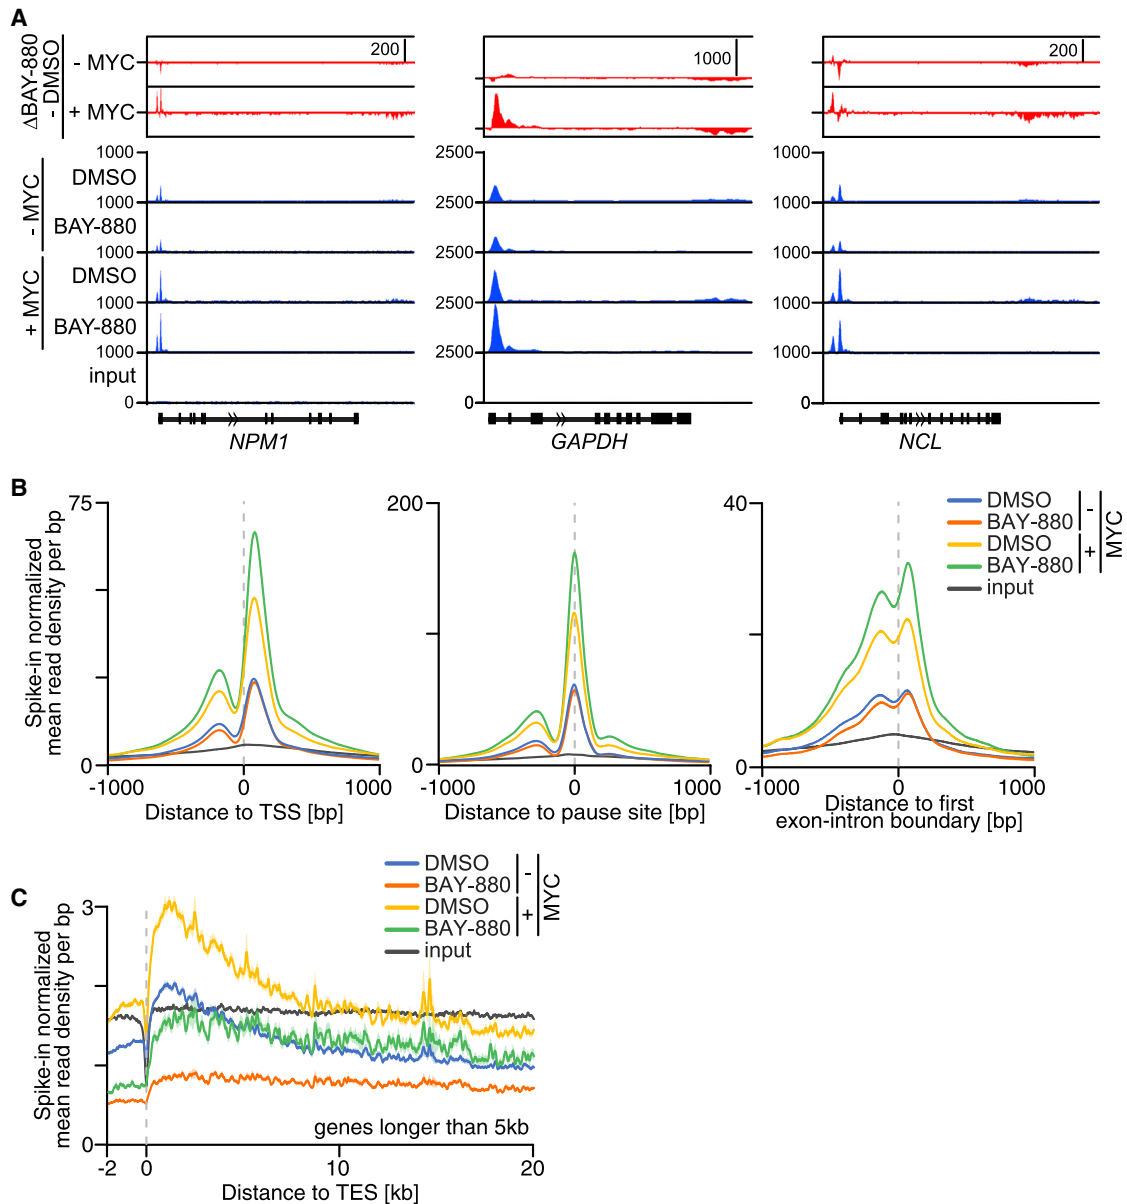 A
ΔBAY-880
- DMSO
- MYC
+ MYC
200
1000
200
- MYC
+ MYC
DMSO
BAY-880
DMSO
BAY-880
input
1000
1000
1000
1000
1000
0
2500
2500
2500
2500
2500
0
1000
1000
1000
1000
1000
0
NPM1
GAPDH
NCL
B
Spike-in normalized
mean read density per bp
75
0
-1000
0
1000
Distance to TSS [bp]
200
0
-1000
0
1000
Distance to pause site [bp]
40
0
-1000
0
1000
Distance to first
exon-intron boundary [bp]
DMSO
BAY-880
DMSO
BAY-880
input
-
+
MYC
C
Spike-in normalized
mean read density per bp
3
0
-2
0
10
20
Distance to TES [kb]
genes longer than 5kb
DMSO
BAY-880
DMSO
BAY-880
input
-
+
MYC